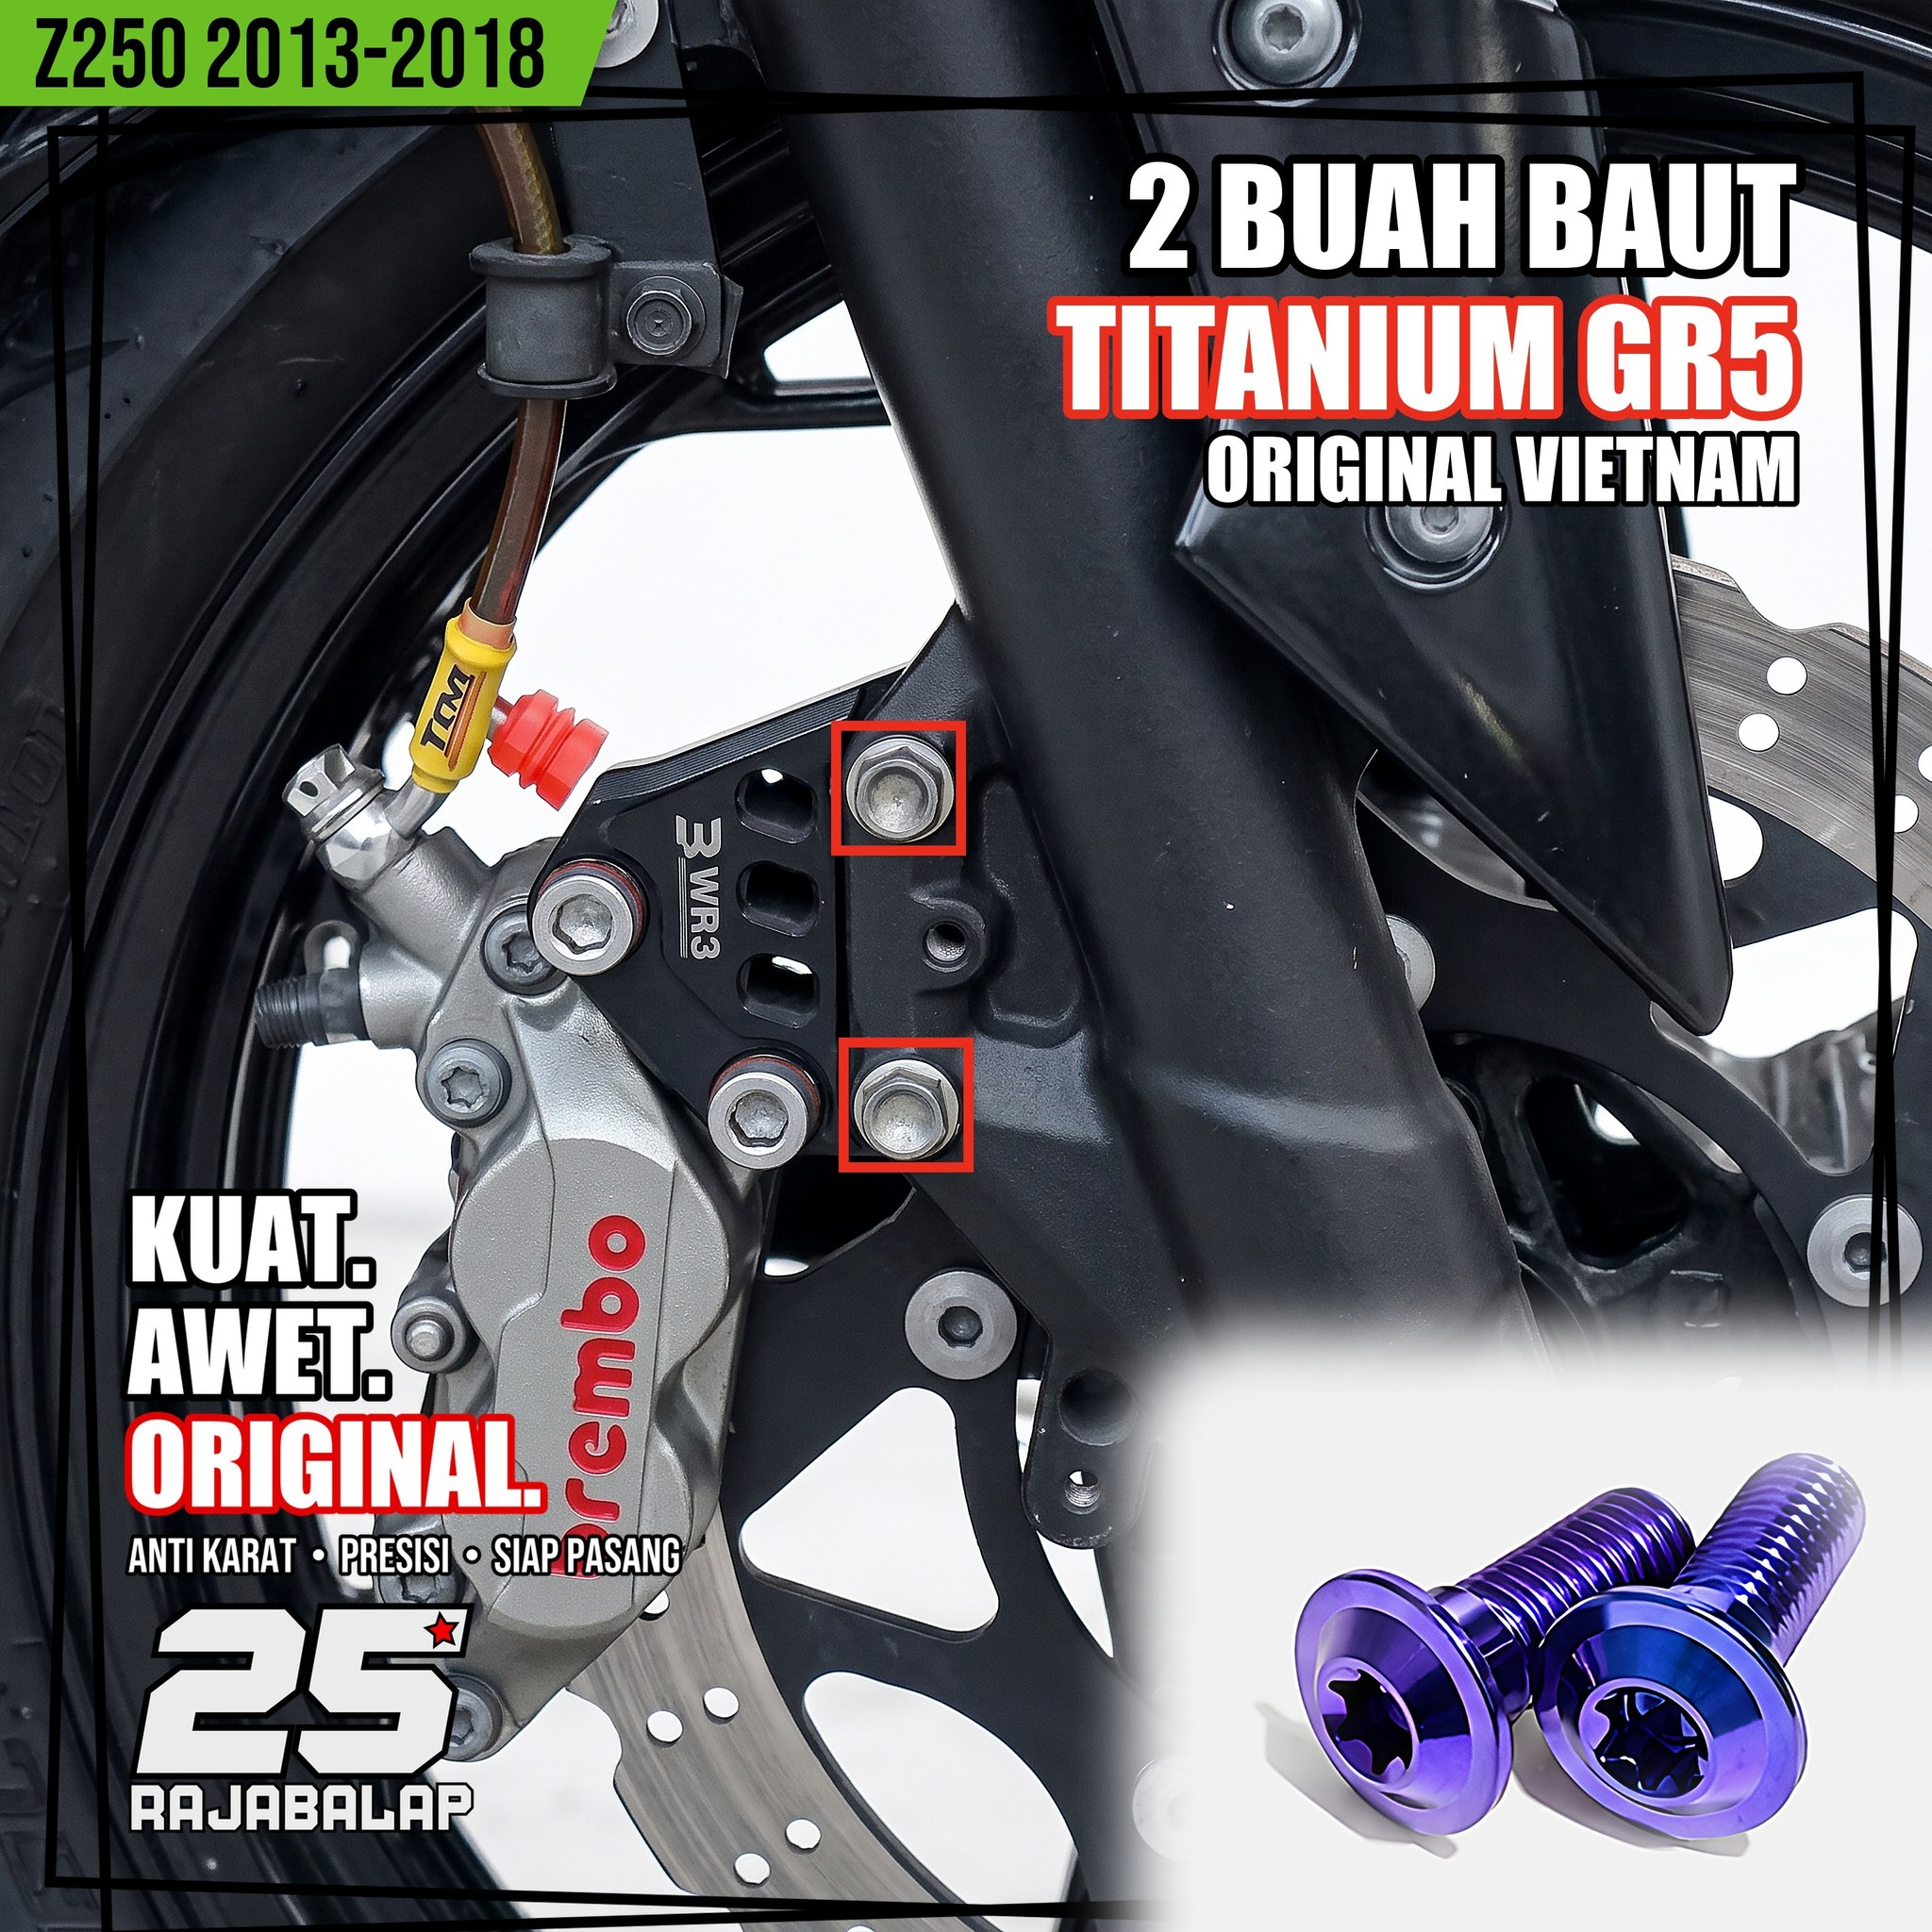 Z250 2013-2018
2 BUAH BAUT
TITANIUM GR5
ORIGINAL VIETNAM
TCM
WR3
brembo
KUAT.
AWET.
ORIGINAL.
ANTI KARAT • PRESISI • SIAP PASANG
25
RAJABALAP